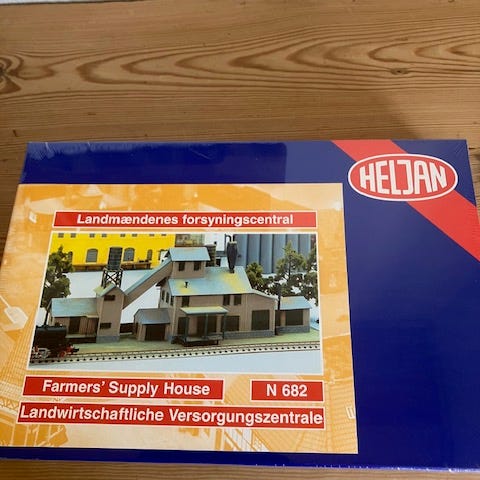 HELJAN
Landmændenes forsyningscentral
Farmers' Supply House
N 682
Landwirtschaftliche Versorgungszentrale